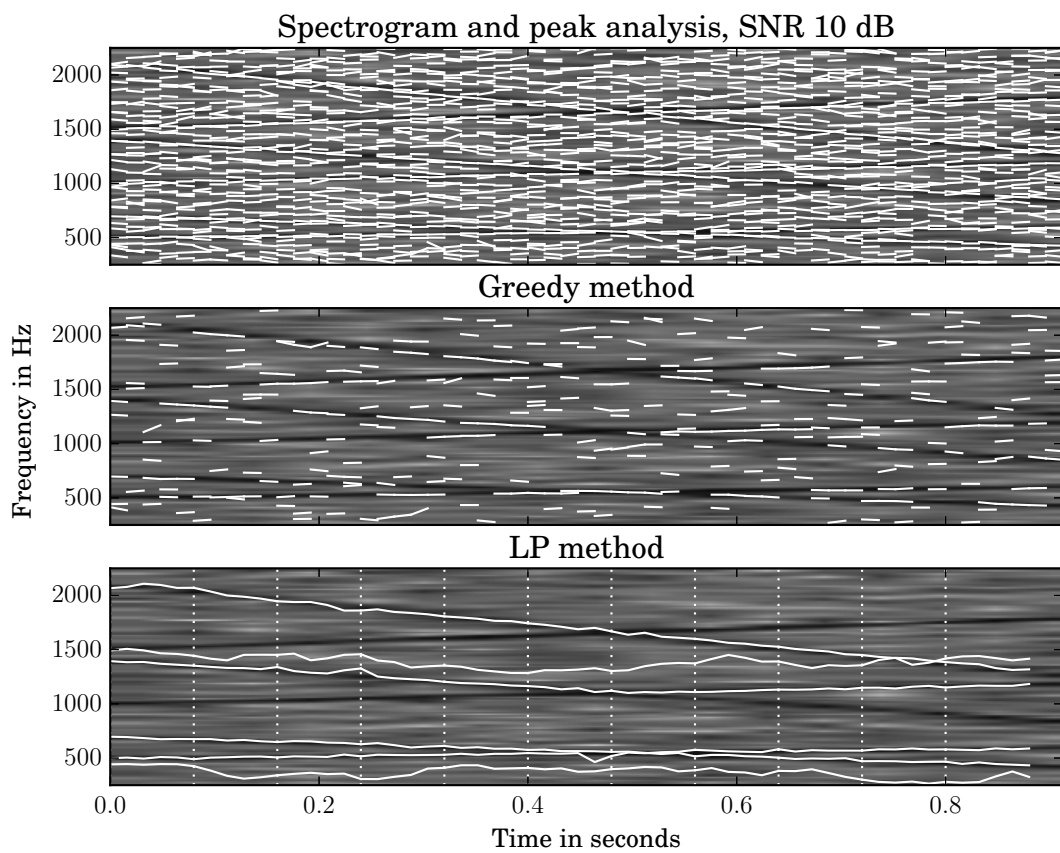 Spectrogram and peak analysis, SNR 10 dB
2000
1500
1000
500
Greedy method
2000
1500
1000
500
Frequency in Hz
LP method
2000
1500
1000
500
0.0 0.2 0.4 0.6 0.8
Time in seconds